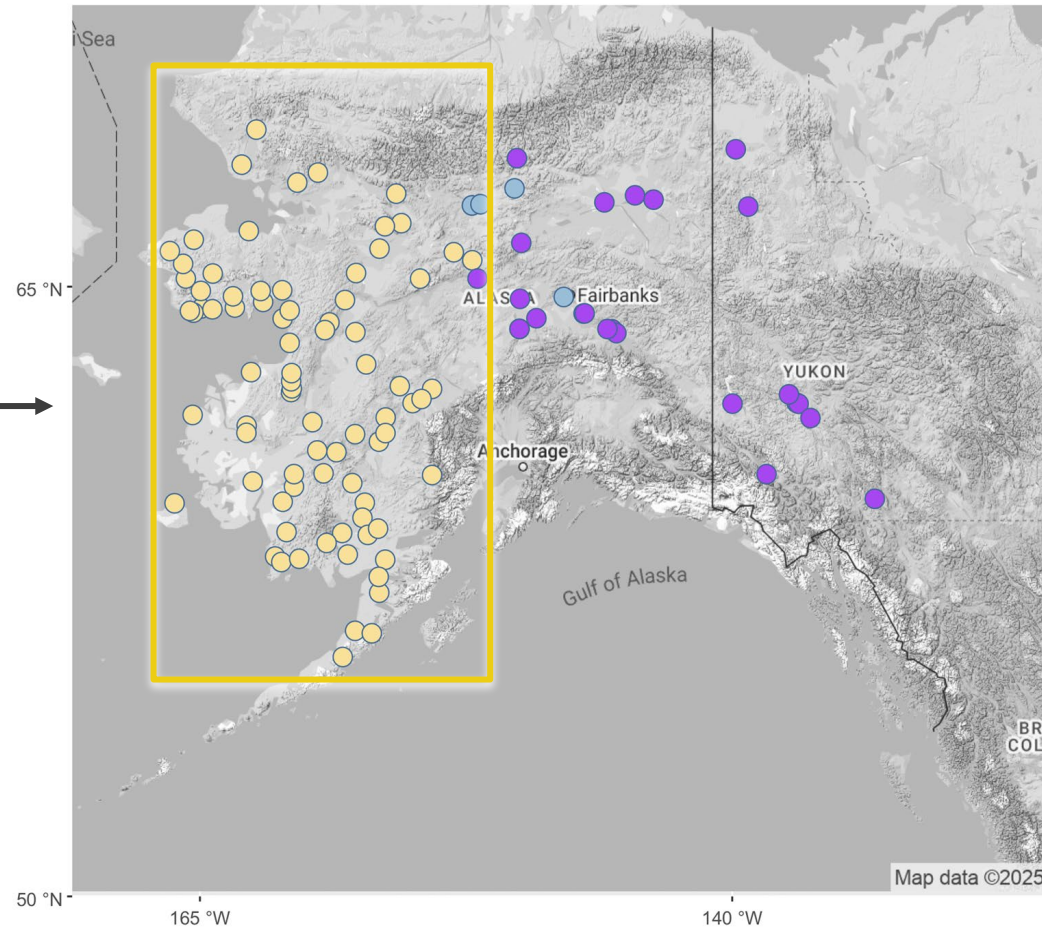 i Sea
65 °N
ALASKA
Fairbanks
YUKON
Anchorage
Gulf of Alaska
BR
COL
Map data ©2025
50 °N
165 °W
140 °W